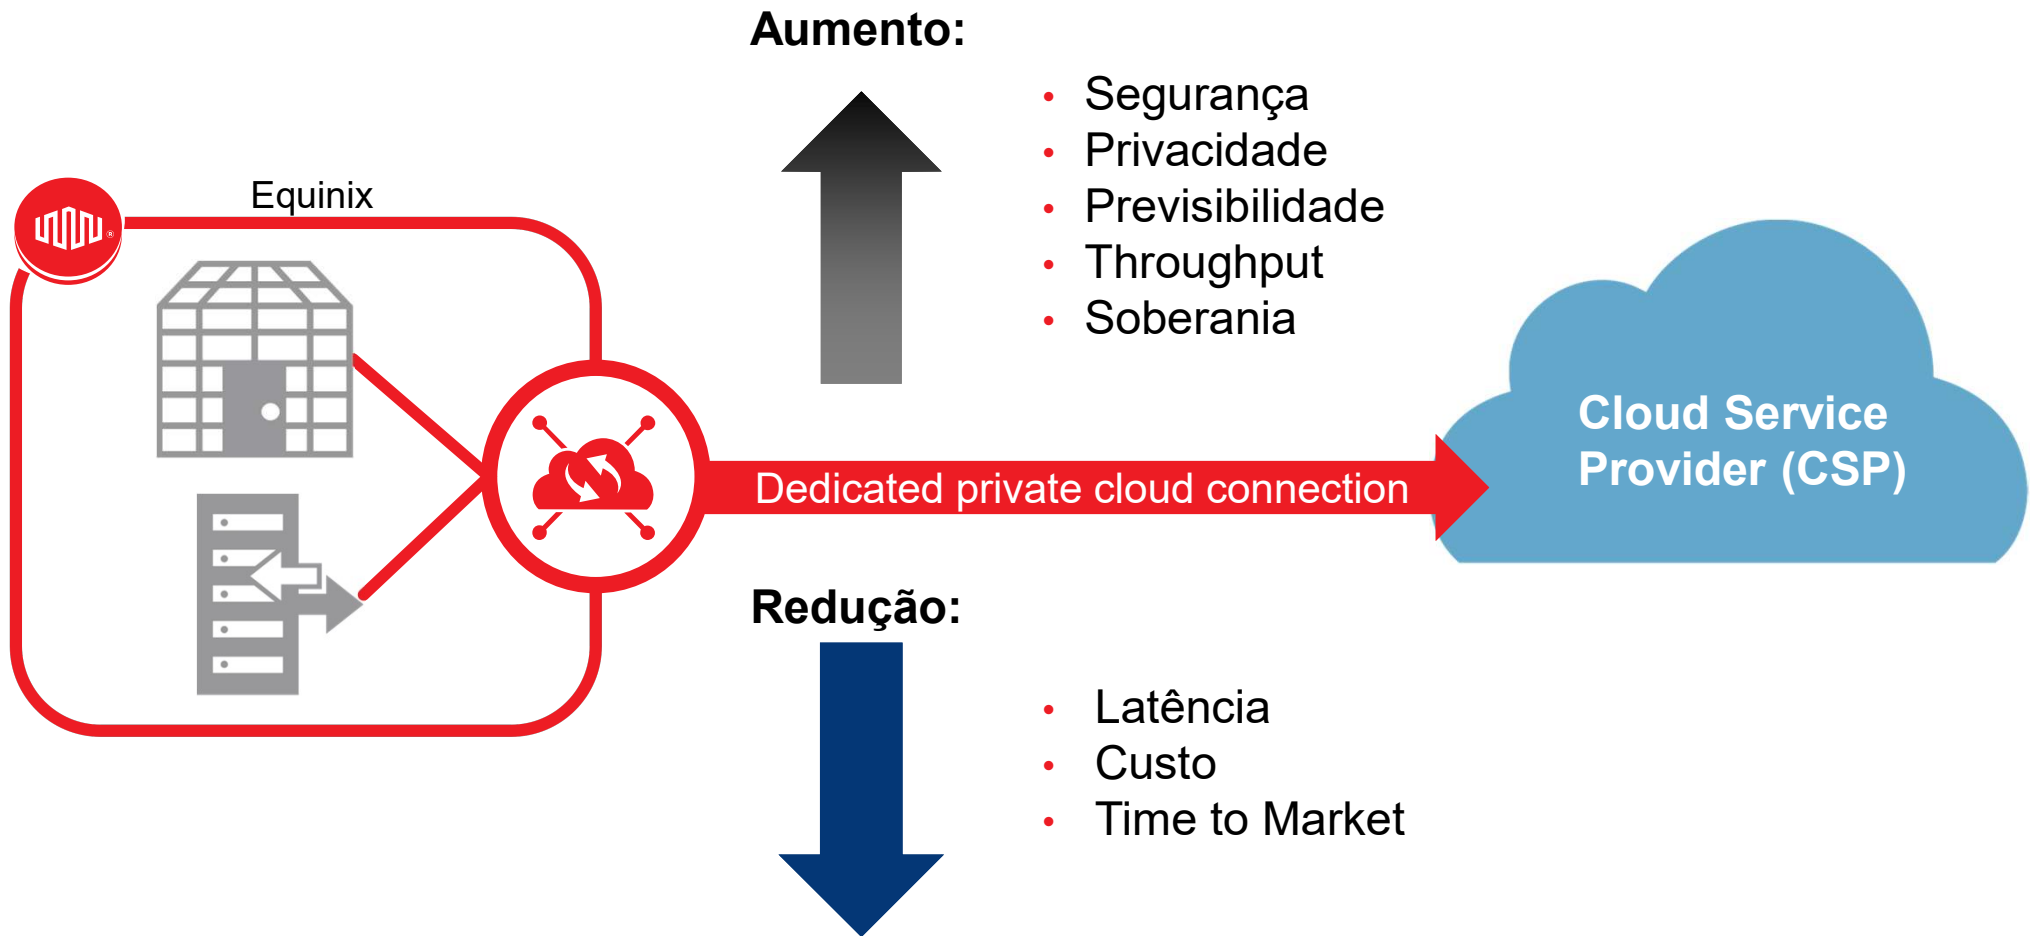 Aumento:
• Segurança
• Privacidade
• Previsibilidade
• Throughput
• Soberania
Equinix
®
Dedicated private cloud connection
Cloud Service
Provider (CSP)
Redução:
• Latência
• Custo
• Time to Market